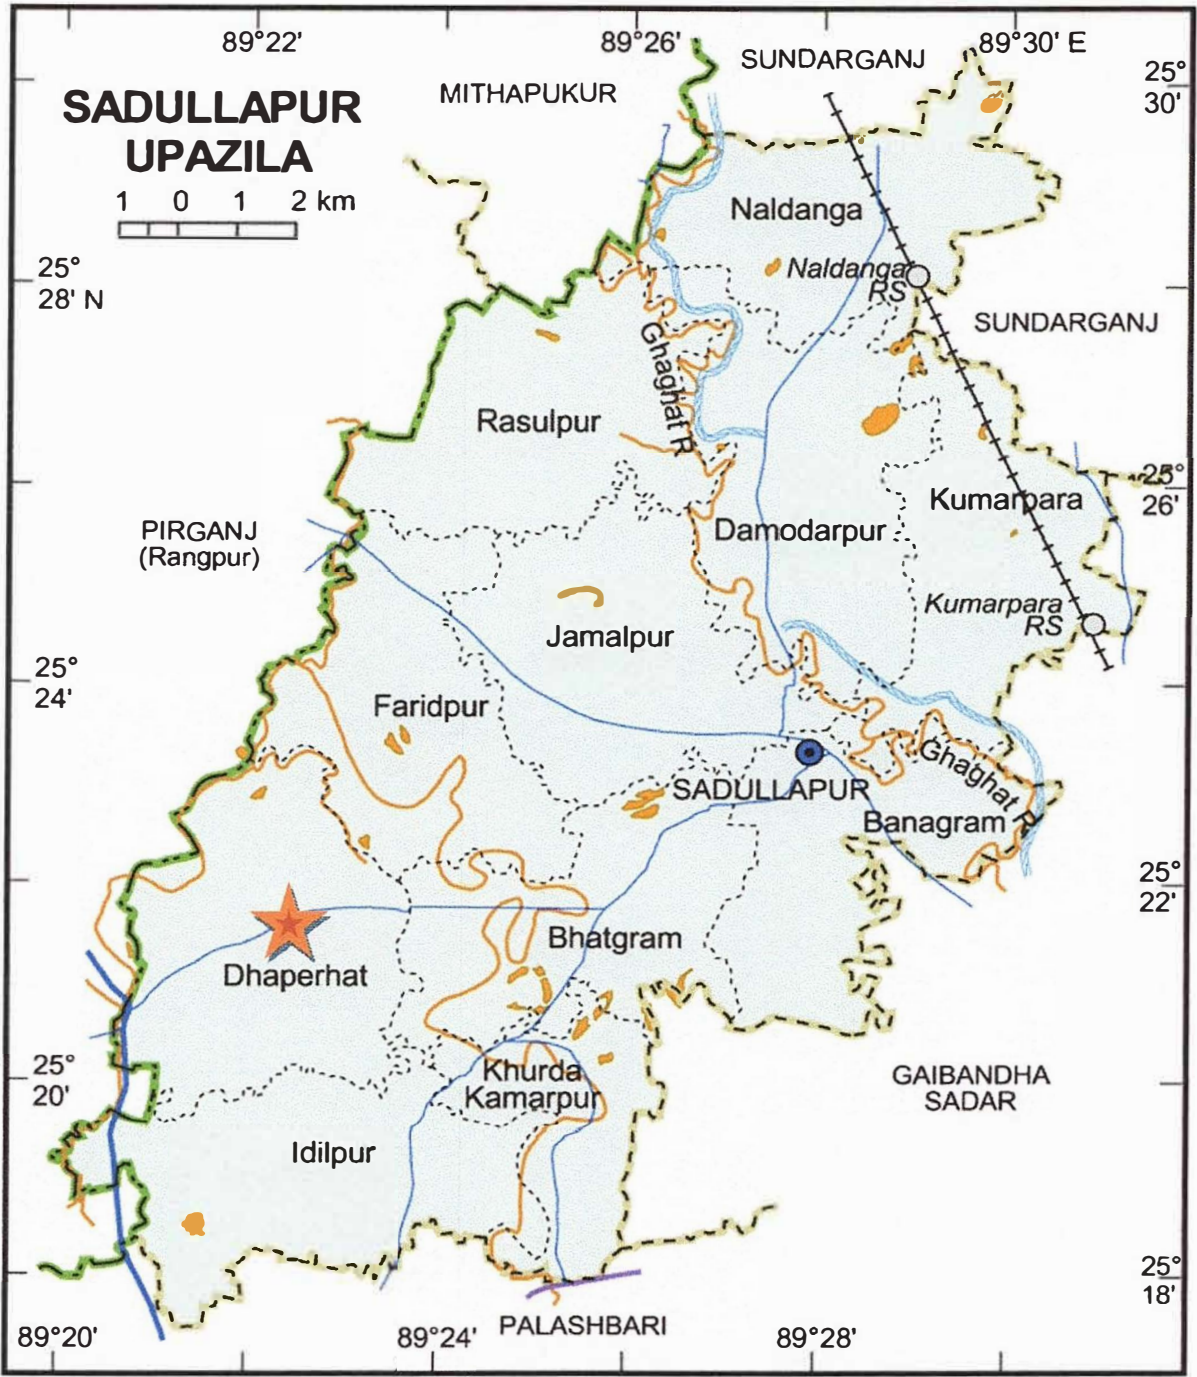 89°22'
89°26'
89°30' E
SUNDARGANJ
25°
30'
MITHAPUKUR
SADULLAPUR
UPAZILA
1 0 1 2 km
Naldanga
25°
28' N
Naldanga
RS
SUNDARGANJ
Ghaghat R
Rasulpur
25°
26'
Kumarpara
PIRGANJ
(Rangpur)
Damodarpur
Kumarpara
RS
Jamalpur
25°
24'
Faridpur
Ghaghat R
SADULLAPUR
Banagram
25°
22'
Bhatgram
Dhaperhat
25°
20'
Khurda
Kamarpur
GAIBANDHA
SADAR
Idilpur
25°
18'
PALASHBARI
89°20'
89°24'
89°28'